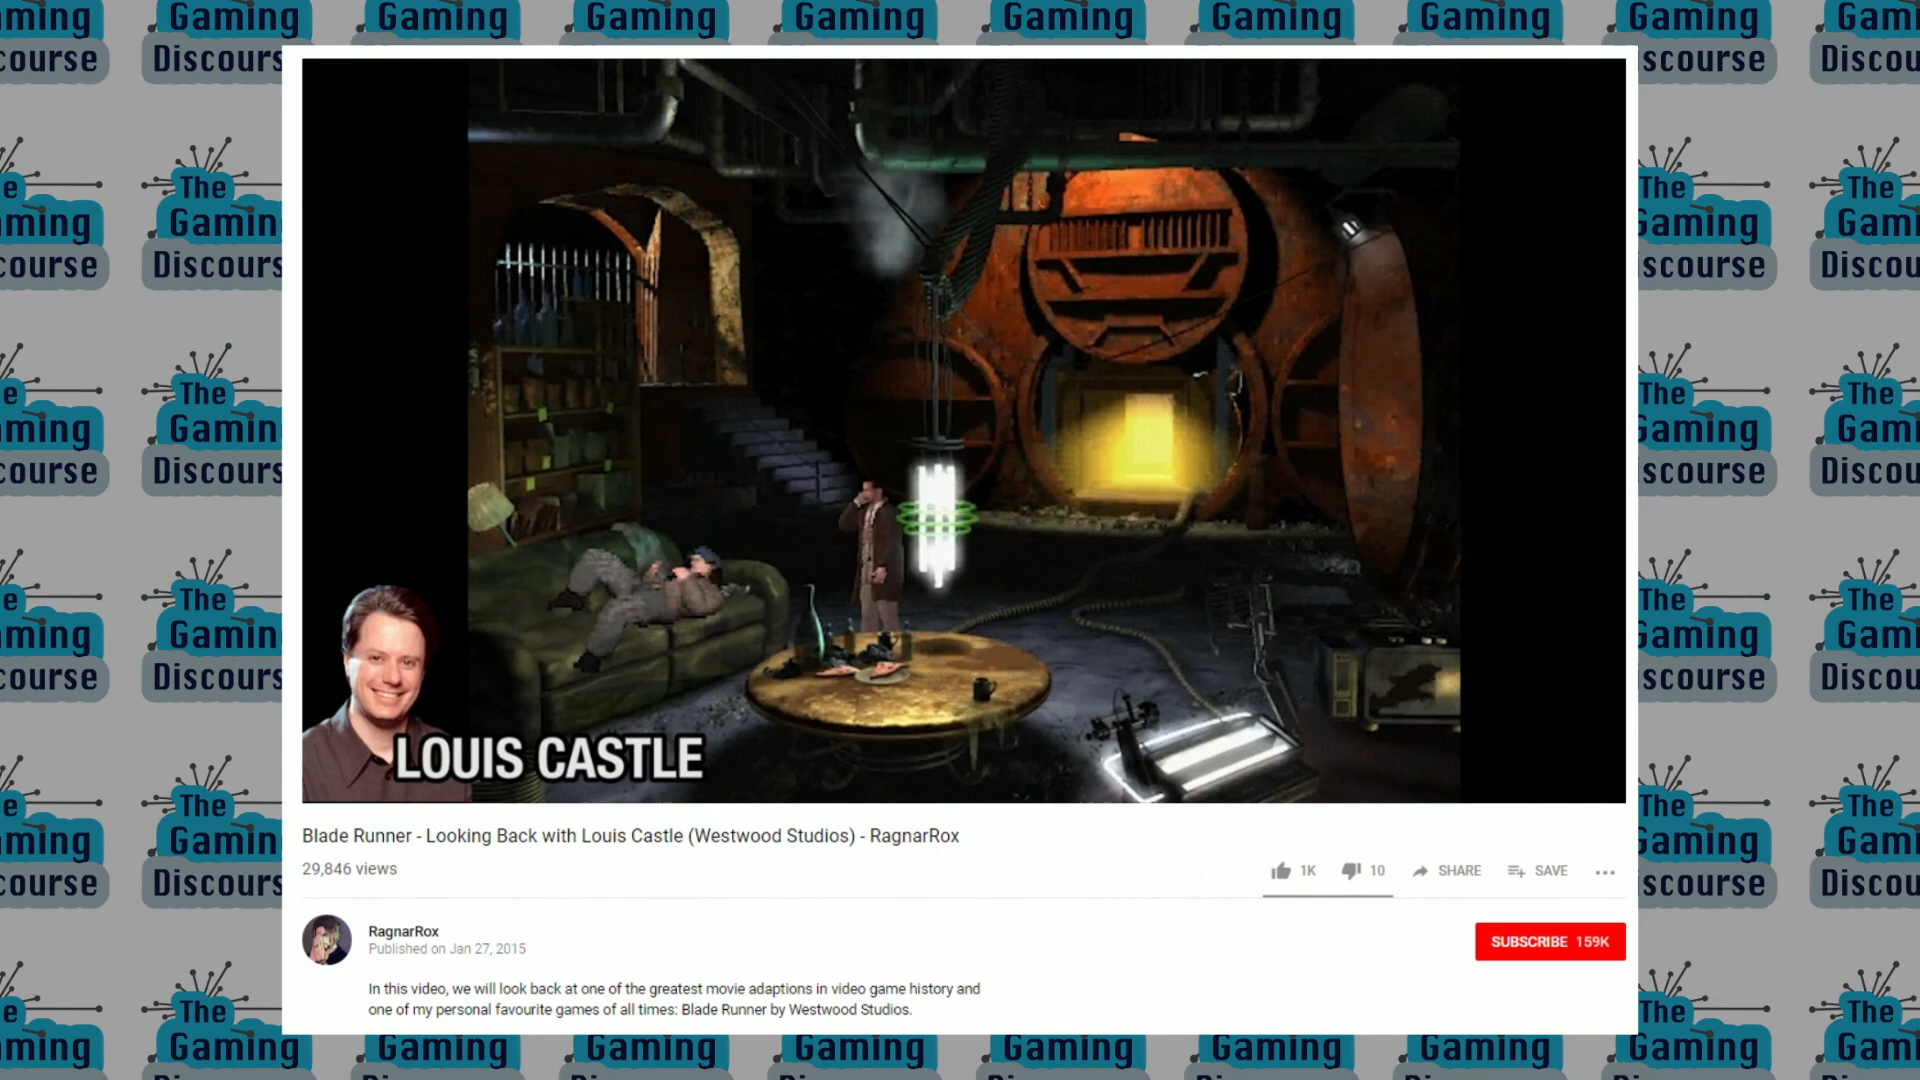 LOUIS CASTLE
Blade Runner - Looking Back with Louis Castle (Westwood Studios) - RagnarRox
29,846 views
1K 10 SHARE SAVE
RagnarRox
Published on Jan 27, 2015
SUBSCRIBE 159K
In this video, we will look back at one of the greatest movie adaptions in video game history and
one of my personal favourite games of all times: Blade Runner by Westwood Studios.
The
Gaming
Discourse